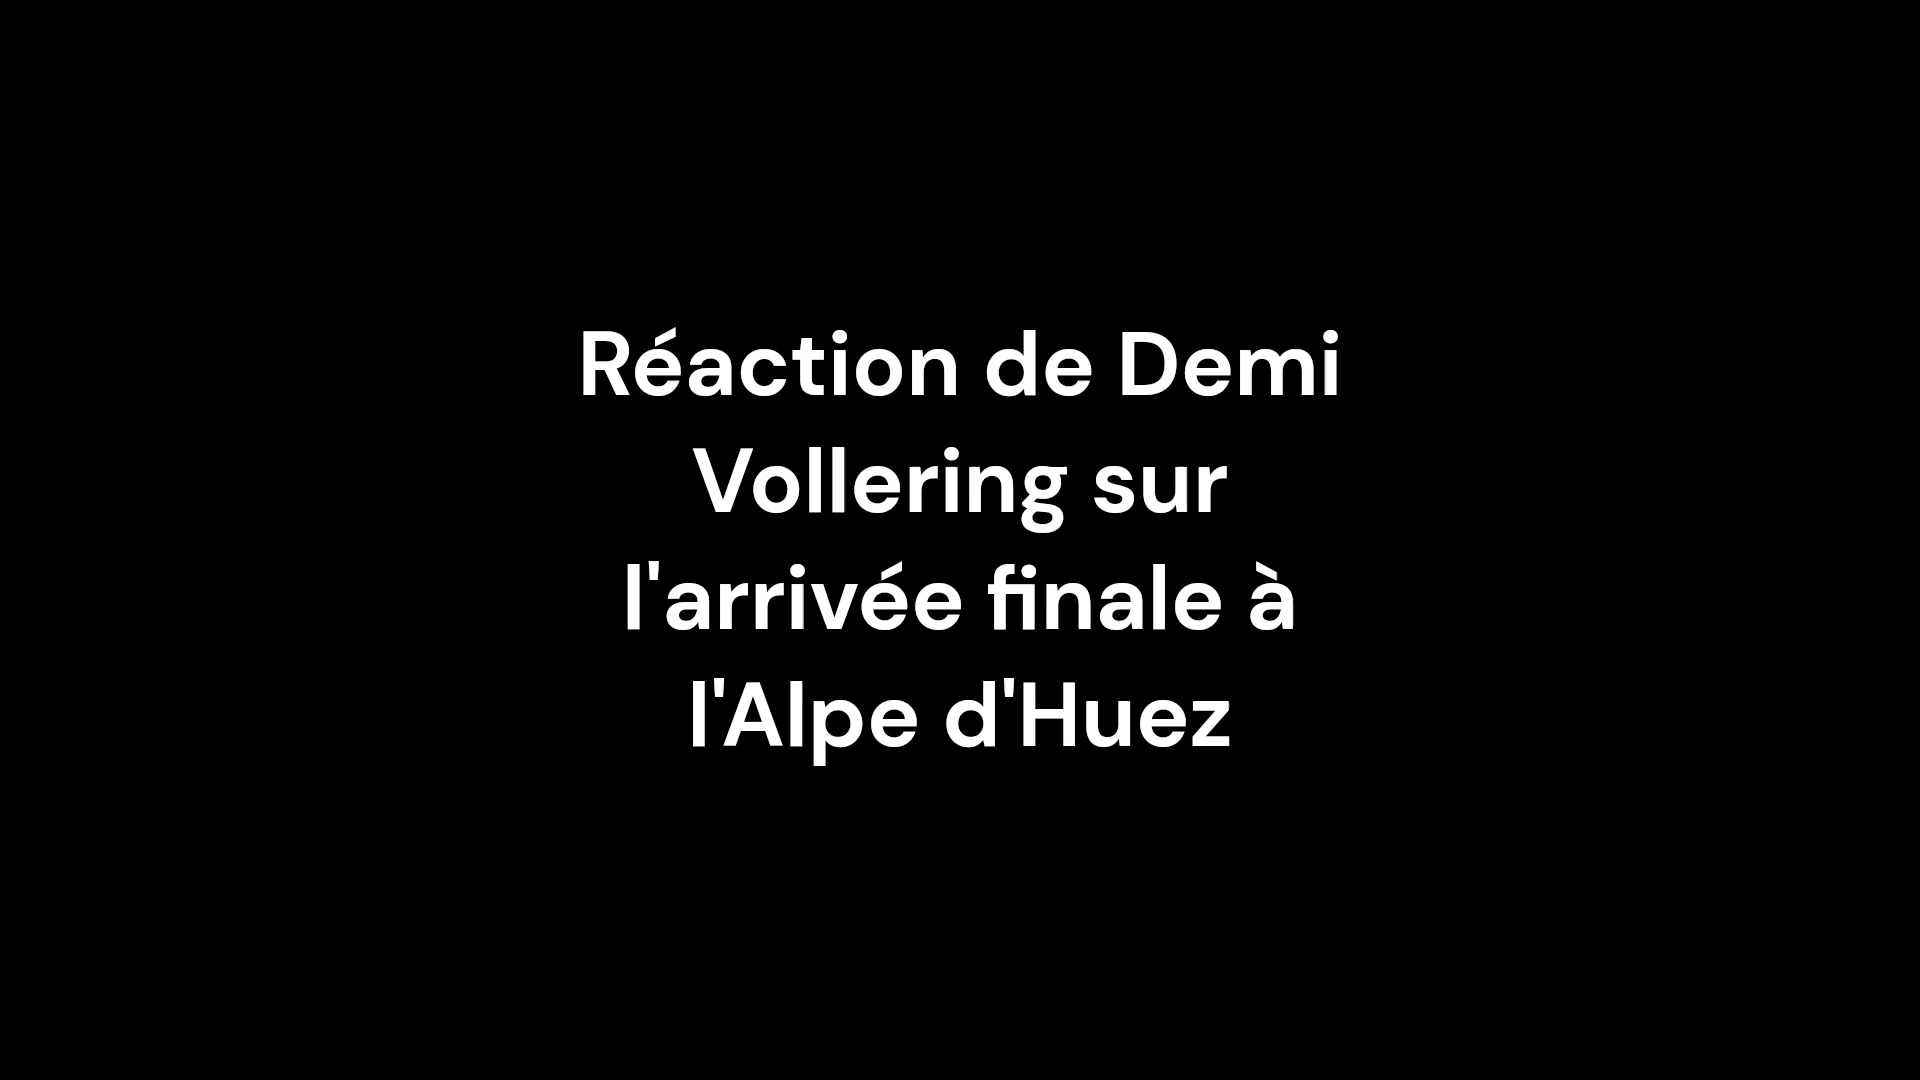 Réaction de Demi
Vollering sur
l'arrivée finale à
l'Alpe d'Huez